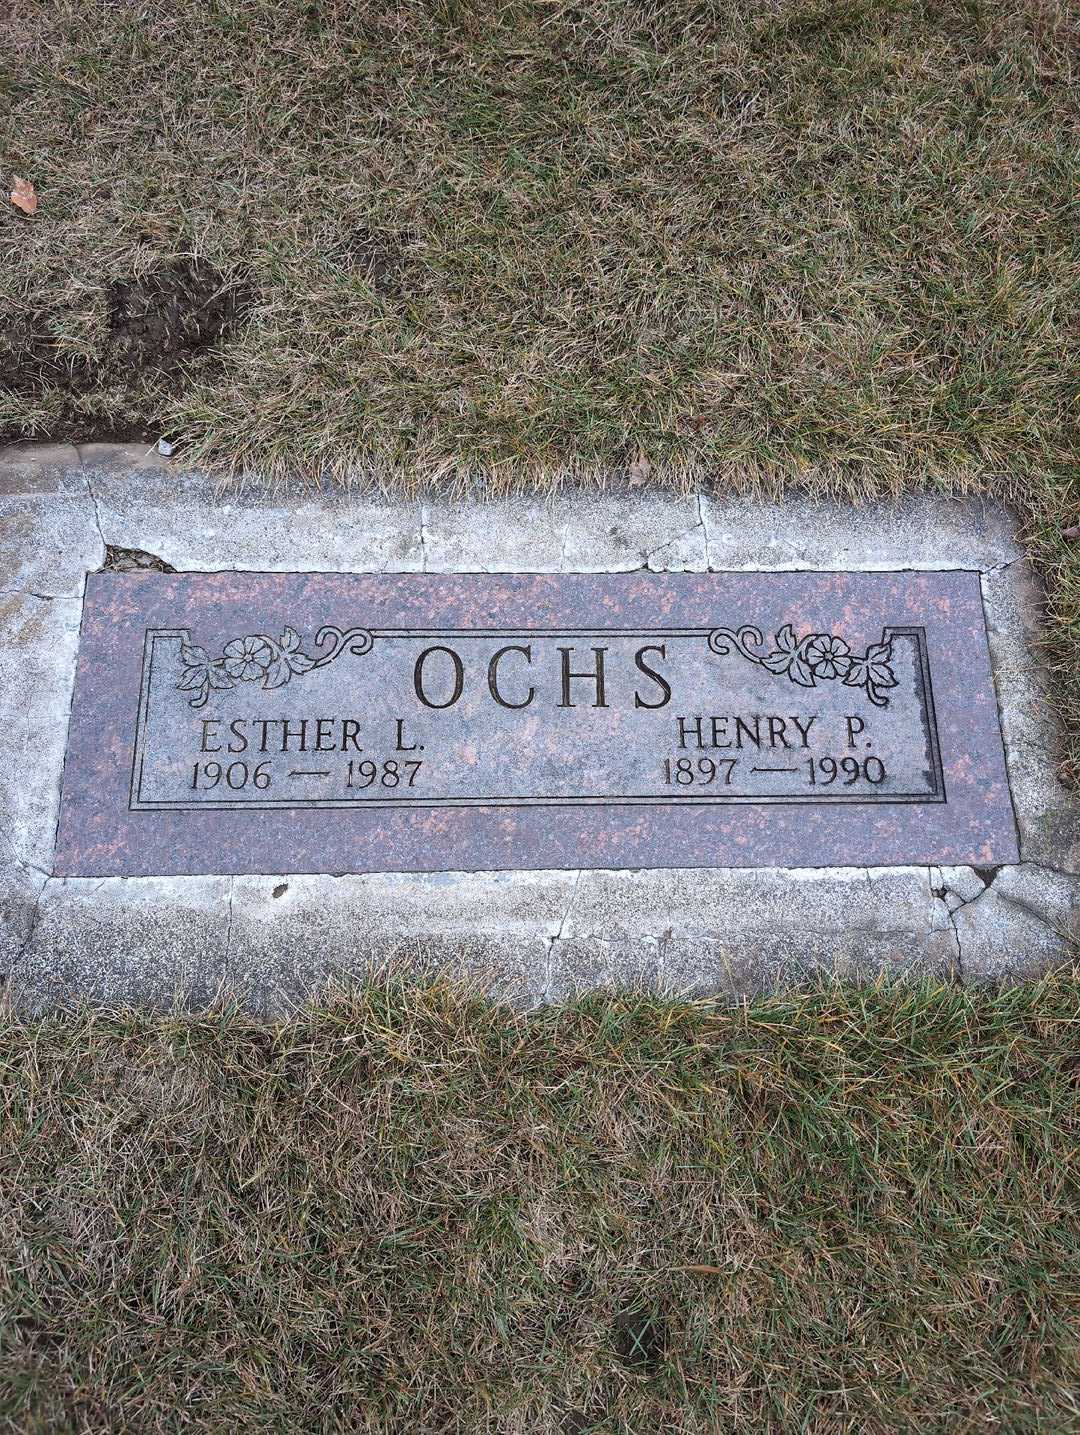 OCHS
ESTHER L. HENRY P.
1906 — 1987 1897 — 1990